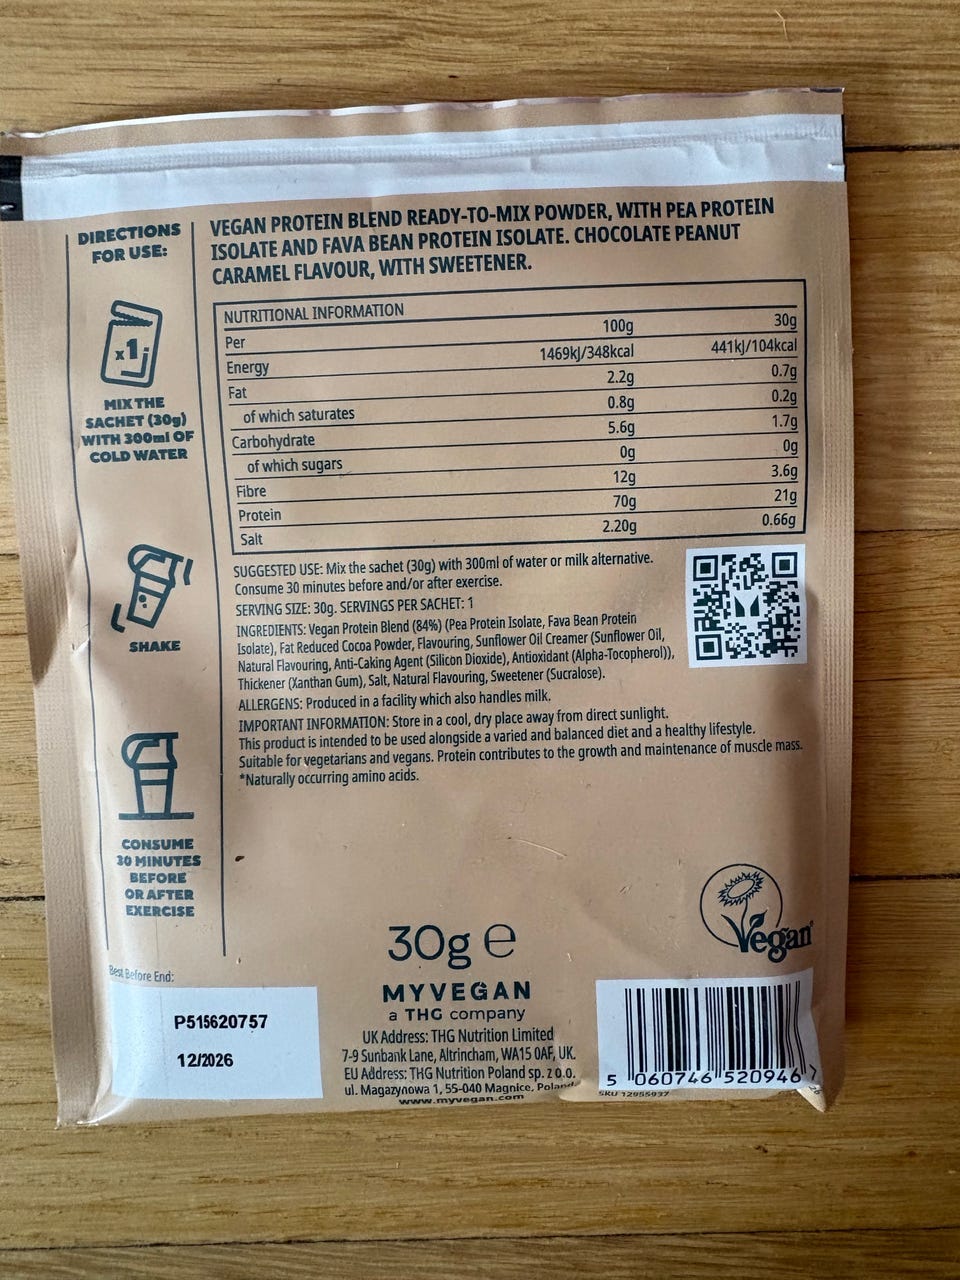 DIRECTIONS
FOR USE:
x1
MIX THE
SACHET (30g)
WITH 300ml OF
COLD WATER
SHAKE
CONSUME
30 MINUTES
BEFORE
OR AFTER
EXERCISE
VEGAN PROTEIN BLEND READY-TO-MIX POWDER, WITH PEA PROTEIN
ISOLATE AND FAVA BEAN PROTEIN ISOLATE. CHOCOLATE PEANUT
CARAMEL FLAVOUR, WITH SWEETENER.
NUTRITIONAL INFORMATION
Per 100g 30g
Energy 1469kJ/348kcal 441kJ/104kcal
Fat 2.2g 0.7g
of which saturates 0.8g 0.2g
Carbohydrate 5.6g 1.7g
of which sugars 0g 0g
Fibre 12g 3.6g
Protein 70g 21g
Salt 2.20g 0.66g
SUGGESTED USE: Mix the sachet (30g) with 300ml of water or milk alternative.
Consume 30 minutes before and/or after exercise.
SERVING SIZE: 30g. SERVINGS PER SACHET: 1
INGREDIENTS: Vegan Protein Blend (84%) (Pea Protein Isolate, Fava Bean Protein
Isolate), Fat Reduced Cocoa Powder, Flavouring, Sunflower Oil Creamer (Sunflower Oil,
Natural Flavouring, Anti-Caking Agent (Silicon Dioxide), Antioxidant (Alpha-Tocopherol)),
Thickener (Xanthan Gum), Salt, Natural Flavouring, Sweetener (Sucralose).
ALLERGENS: Produced in a facility which also handles milk.
IMPORTANT INFORMATION: Store in a cool, dry place away from direct sunlight.
This product is intended to be used alongside a varied and balanced diet and a healthy lifestyle.
Suitable for vegetarians and vegans. Protein contributes to the growth and maintenance of muscle mass.
*Naturally occurring amino acids.
Vegan
30g e
MYVEGAN
a THG company
UK Address: THG Nutrition Limited
7-9 Sunbank Lane, Altrincham, WA15 0AF, UK.
EU Address: THG Nutrition Poland sp. z o.o.
ul. Magazynowa 1, 55-040 Magnice, Poland
www.myvegan.com
Best Before End:
P515620757
12/2026
5 060746 520946 >
SKU 12955937